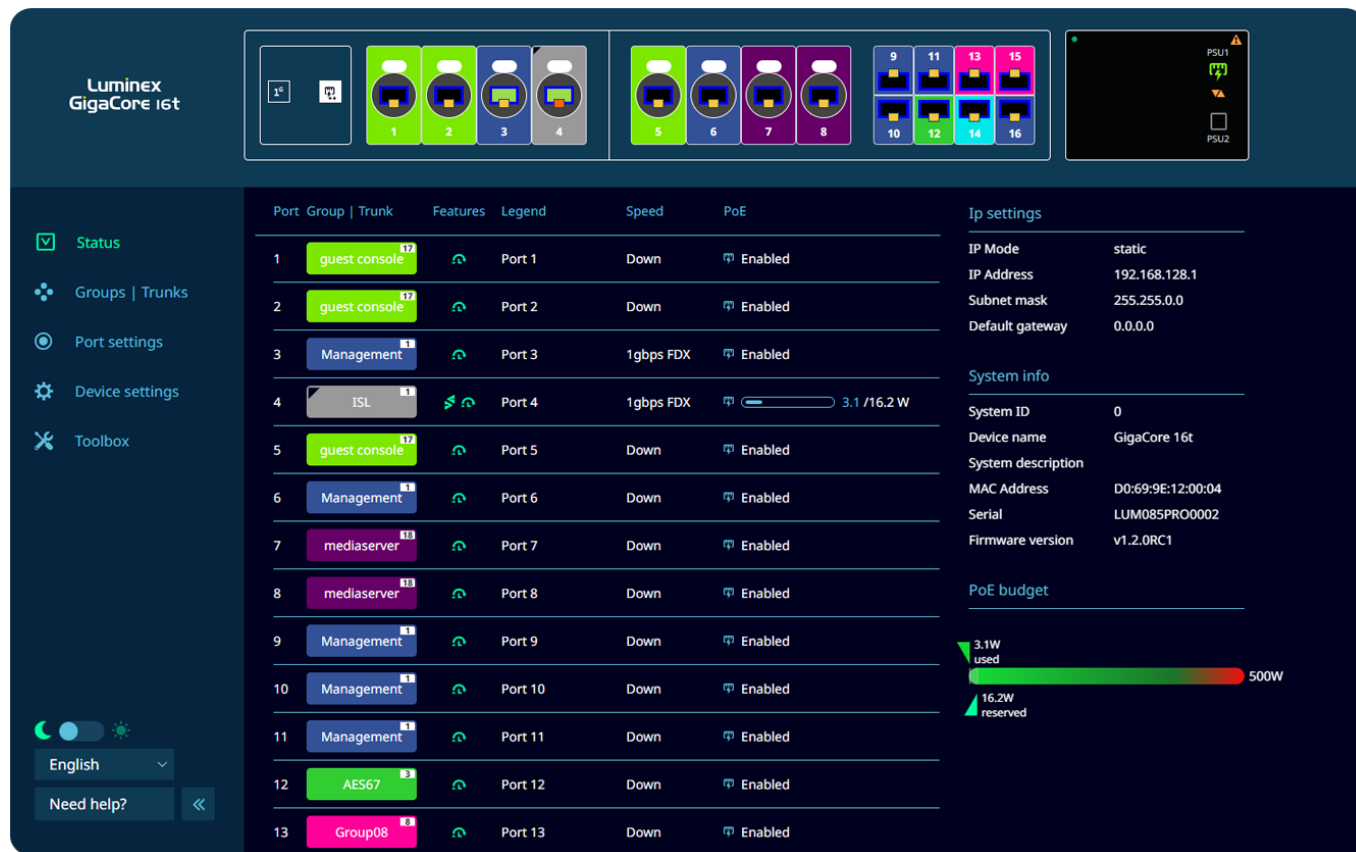 Luminex
GigaCore 16t
1G
1
2
3
4
5
6
7
8
9 11 13 15
10 12 14 16
PSU1
PSU2
Status
Groups | Trunks
Port settings
Device settings
Toolbox
English
Need help?
Port Group | Trunk Features Legend Speed PoE
1 guest console 17 Port 1 Down Enabled
2 guest console 17 Port 2 Down Enabled
3 Management 1 Port 3 1gbps FDX Enabled
4 ISL 1 Port 4 1gbps FDX 3.1 /16.2 W
5 guest console 17 Port 5 Down Enabled
6 Management 1 Port 6 Down Enabled
7 mediaserver 18 Port 7 Down Enabled
8 mediaserver 18 Port 8 Down Enabled
9 Management 1 Port 9 Down Enabled
10 Management 1 Port 10 Down Enabled
11 Management 1 Port 11 Down Enabled
12 AES67 3 Port 12 Down Enabled
13 Group08 8 Port 13 Down Enabled
Ip settings
IP Mode static
IP Address 192.168.128.1
Subnet mask 255.255.0.0
Default gateway 0.0.0.0
System info
System ID 0
Device name GigaCore 16t
System description
MAC Address D0:69:9E:12:00:04
Serial LUM085PRO0002
Firmware version v1.2.0RC1
PoE budget
3.1W
used
500W
16.2W
reserved